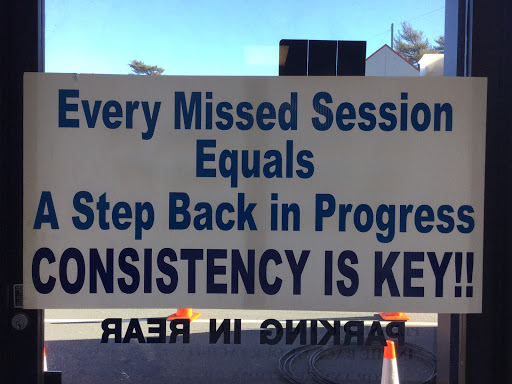 Every Missed Session
Equals
A Step Back in Progress
CONSISTENCY IS KEY!!
PARKING IN REAR